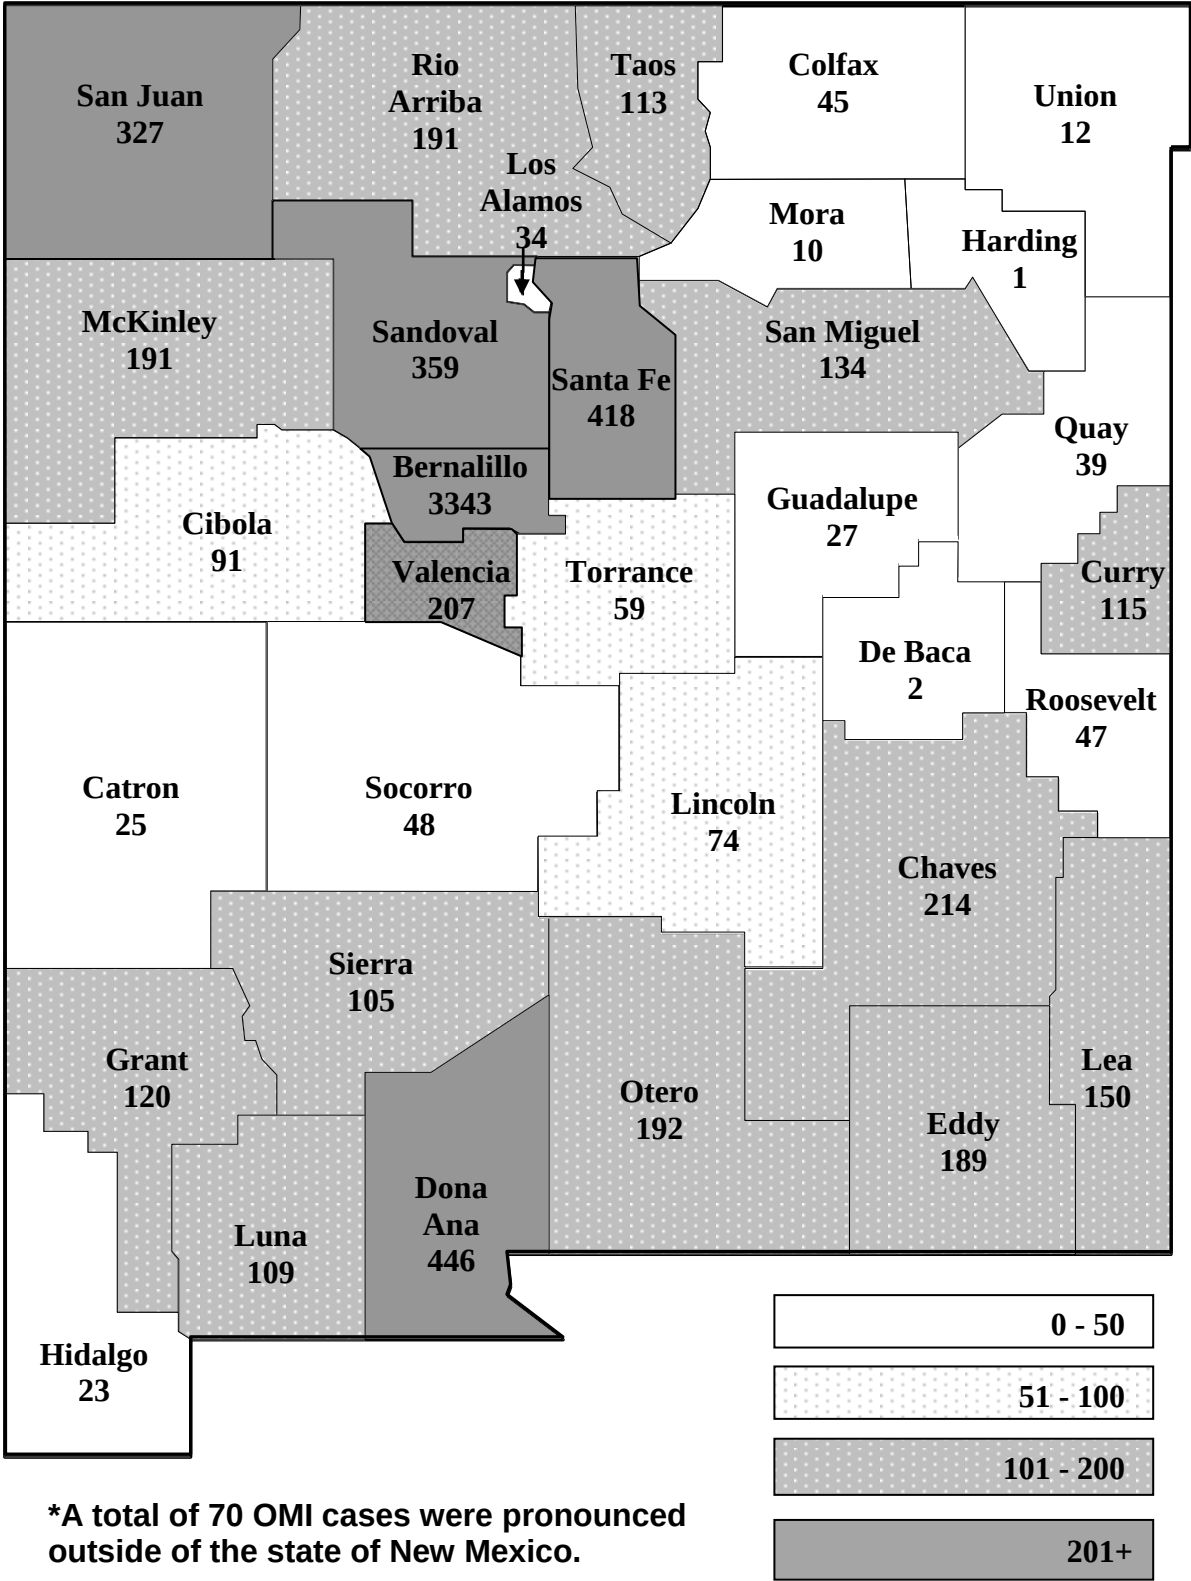 San Juan
327
Rio
Arriba
191
Taos
113
Colfax
45
Union
12
Los
Alamos
34
Mora
10
Harding
1
McKinley
191
Sandoval
359
Santa Fe
418
San Miguel
134
Quay
39
Bernalillo
3343
Guadalupe
27
Cibola
91
Valencia
207
Torrance
59
Curry
115
De Baca
2
Roosevelt
47
Catron
25
Socorro
48
Lincoln
74
Chaves
214
Sierra
105
Grant
120
Otero
192
Lea
150
Eddy
189
Dona
Ana
446
Luna
109
Hidalgo
23
0 - 50
51 - 100
101 - 200
201+
*A total of 70 OMI cases were pronounced
outside of the state of New Mexico.